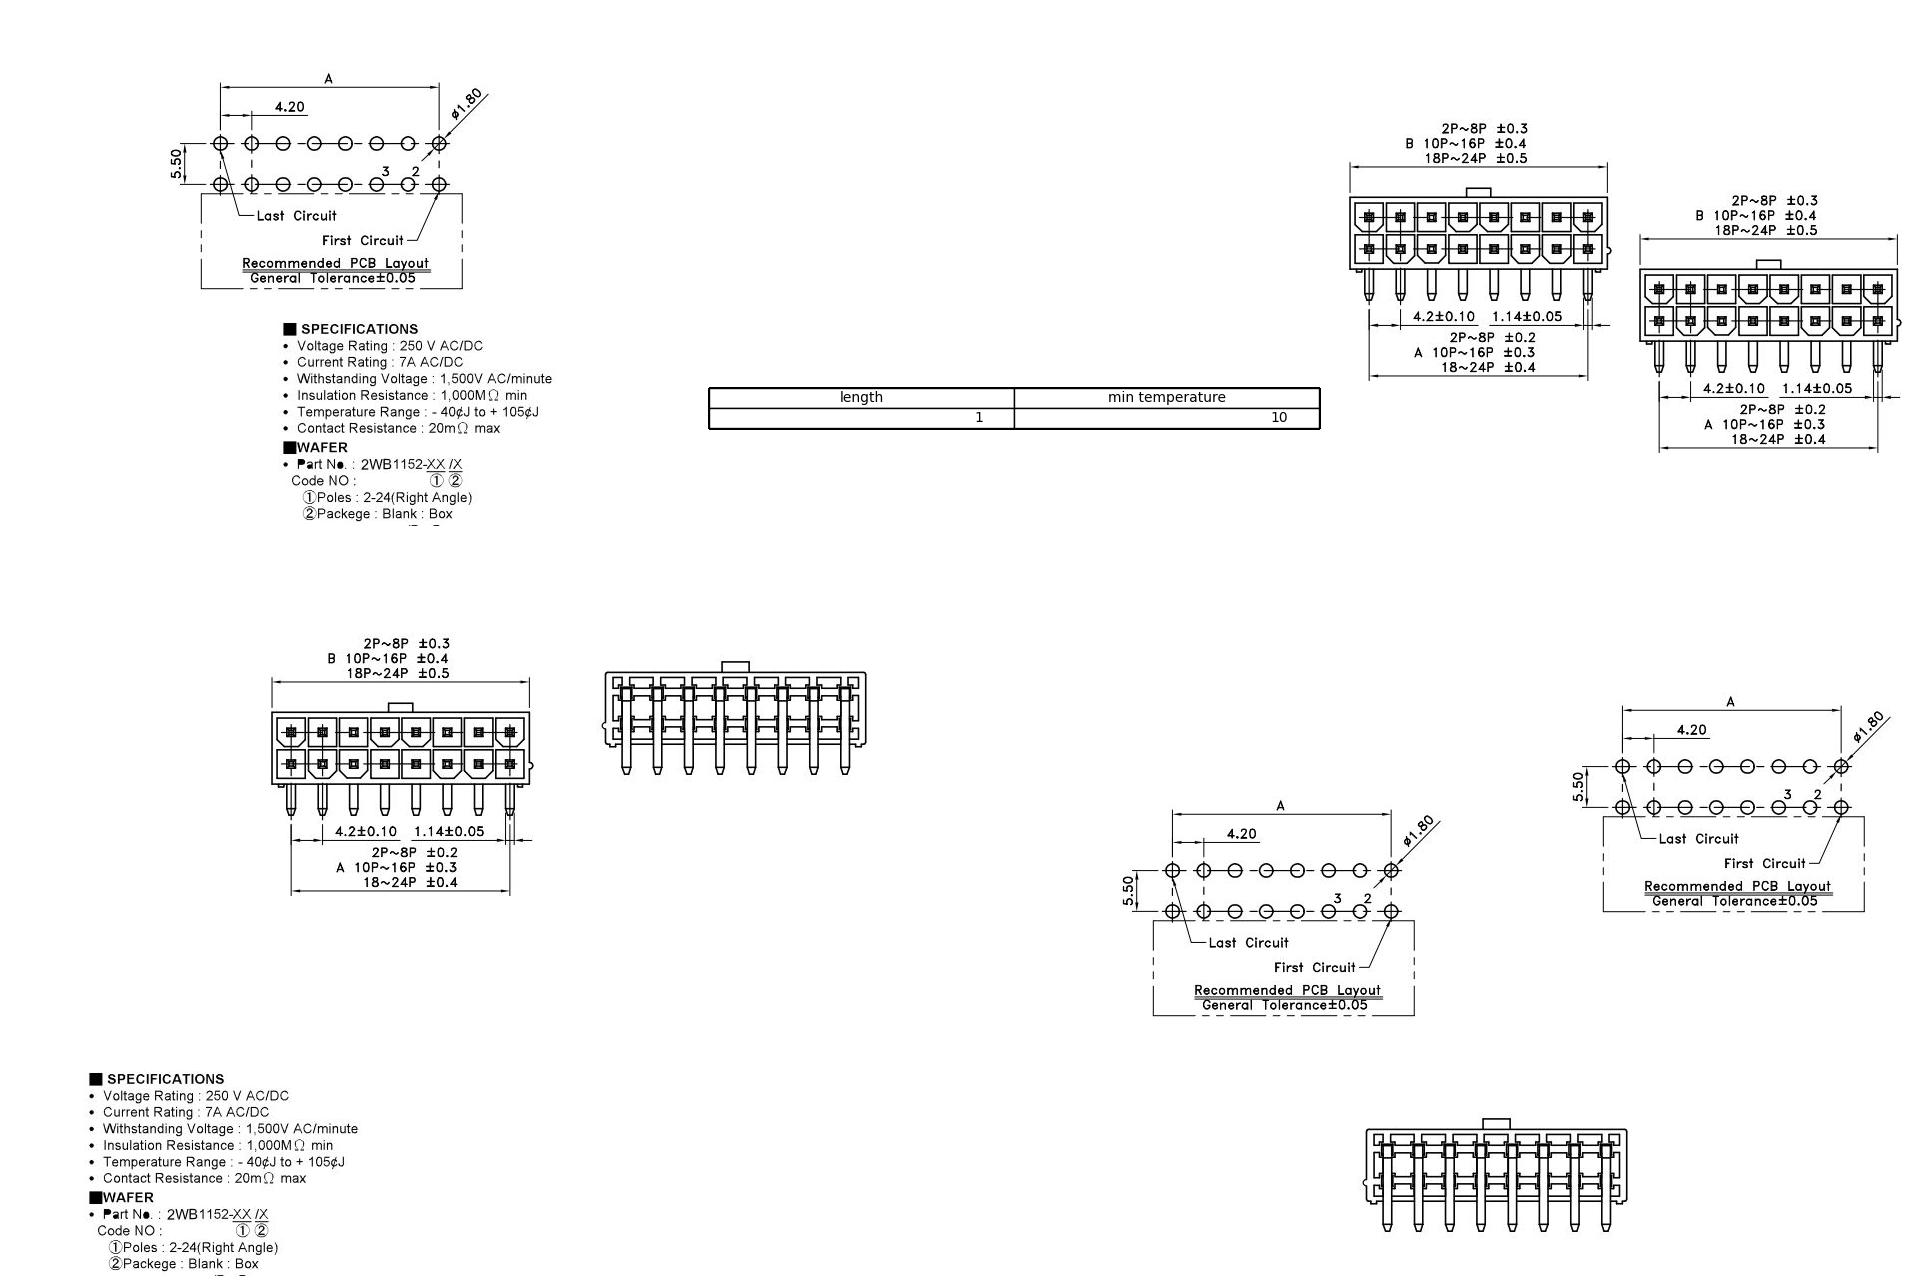 A
4.20
ø1.80
5.50
3 2
Last Circuit
First Circuit
Recommended PCB Layout
General Tolerance±0.05
2P~8P ±0.3
B 10P~16P ±0.4
18P~24P ±0.5
4.2±0.10 1.14±0.05
2P~8P ±0.2
A 10P~16P ±0.3
18~24P ±0.4
2P~8P ±0.3
B 10P~16P ±0.4
18P~24P ±0.5
4.2±0.10 1.14±0.05
2P~8P ±0.2
A 10P~16P ±0.3
18~24P ±0.4
■ SPECIFICATIONS
• Voltage Rating : 250 V AC/DC
• Current Rating : 7A AC/DC
• Withstanding Voltage : 1,500V AC/minute
• Insulation Resistance : 1,000MΩ min
• Temperature Range : - 40¢J to + 105¢J
• Contact Resistance : 20mΩ max
■WAFER
• Part No. : 2WB1152-XX /X
Code NO : ① ②
①Poles : 2-24(Right Angle)
②Packege : Blank : Box
length min temperature
1 10
2P~8P ±0.3
B 10P~16P ±0.4
18P~24P ±0.5
4.2±0.10 1.14±0.05
2P~8P ±0.2
A 10P~16P ±0.3
18~24P ±0.4
A
4.20
ø1.80
5.50
3 2
Last Circuit
First Circuit
Recommended PCB Layout
General Tolerance±0.05
A
4.20
ø1.80
5.50
3 2
Last Circuit
First Circuit
Recommended PCB Layout
General Tolerance±0.05
■ SPECIFICATIONS
• Voltage Rating : 250 V AC/DC
• Current Rating : 7A AC/DC
• Withstanding Voltage : 1,500V AC/minute
• Insulation Resistance : 1,000MΩ min
• Temperature Range : - 40¢J to + 105¢J
• Contact Resistance : 20mΩ max
■WAFER
• Part No. : 2WB1152-XX /X
Code NO : ① ②
①Poles : 2-24(Right Angle)
②Packege : Blank : Box